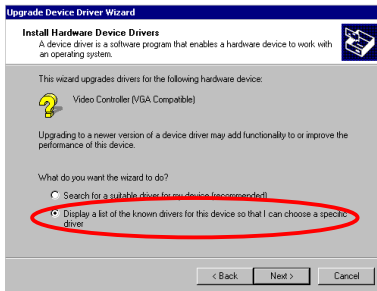 Upgrade Device Driver Wizard
Install Hardware Device Drivers
A device driver is a software program that enables a hardware device to work with
an operating system.
This wizard upgrades drivers for the following hardware device:
Video Controller (VGA Compatible)
Upgrading to a newer version of a device driver may add functionality to or improve the
performance of this device.
What do you want the wizard to do?
Search for a suitable driver for my device (recommended)
Display a list of the known drivers for this device so that I can choose a specific
driver
< Back Next > Cancel